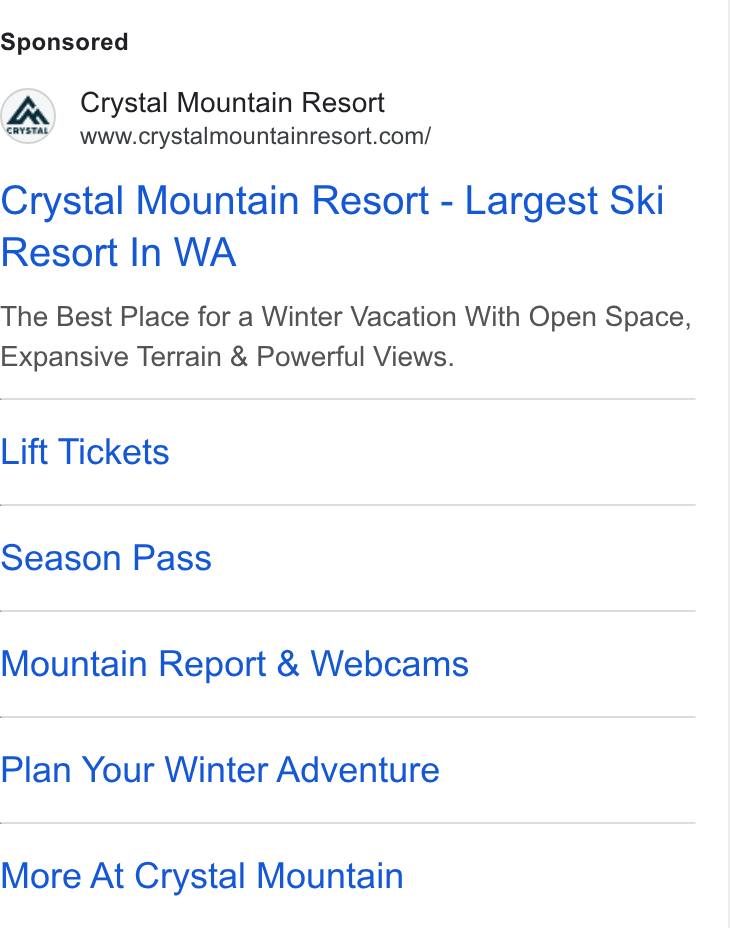 Sponsored
CRYSTAL
Crystal Mountain Resort
www.crystalmountainresort.com/
Crystal Mountain Resort - Largest Ski
Resort In WA
The Best Place for a Winter Vacation With Open Space,
Expansive Terrain & Powerful Views.
Lift Tickets
Season Pass
Mountain Report & Webcams
Plan Your Winter Adventure
More At Crystal Mountain